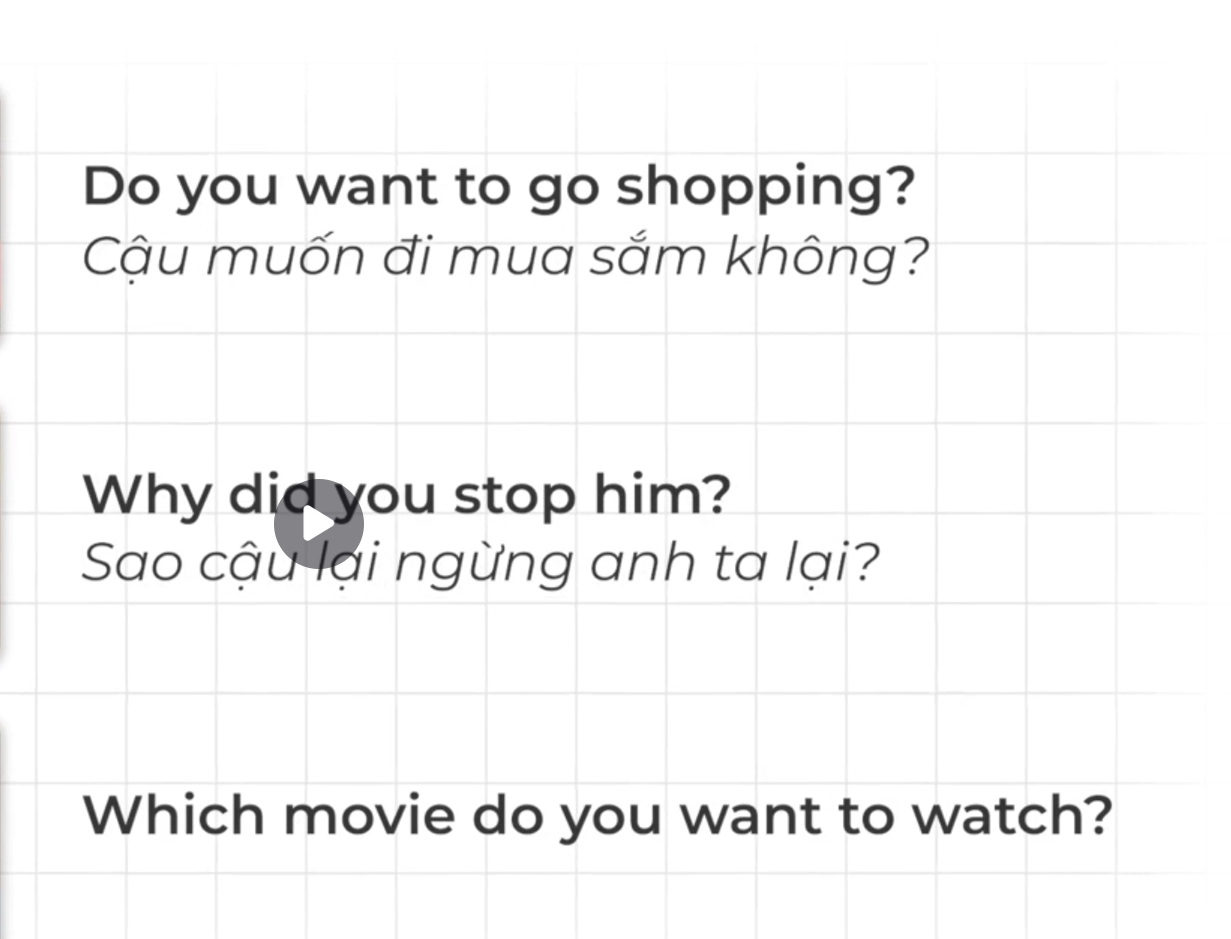 Do you want to go shopping?
Cậu muốn đi mua sắm không?
Why did you stop him?
Sao cậu lại ngừng anh ta lại?
Which movie do you want to watch?